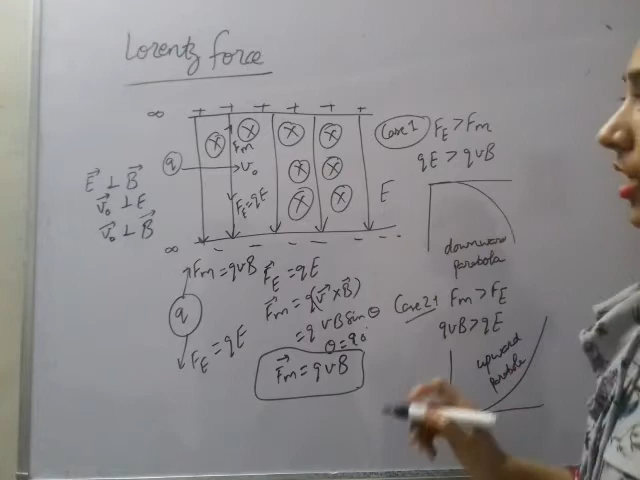 Lorentz force
∞ + + + + + +
q
Fm
v₀
F_E = qE
E
∞ - - - - - - -
E⃗ ⊥ B⃗
v⃗₀ ⊥ E
v⃗₀ ⊥ B⃗
Fm = qvB
q
F_E = qE
F⃗_E = qE
F⃗m = q(v⃗ × B⃗)
= q vB sinθ
θ = 90°
F⃗m = qvB
Case 1 F_E > Fm
qE > qvB
downward
parabola
Case 2 : Fm > F_E
qvB > qE
upward
parabola